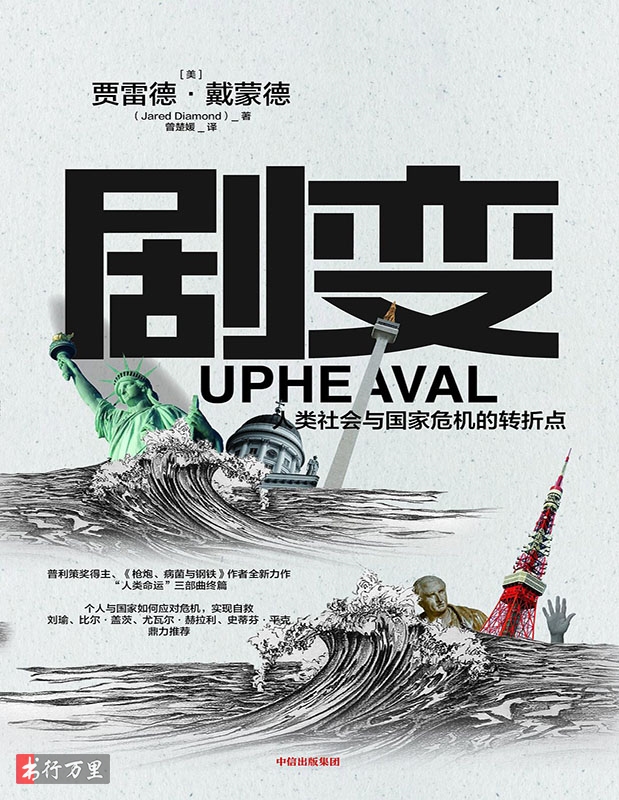 [美]
贾雷德·戴蒙德
（Jared Diamond）_著
曾楚媛_译
剧变
UPHEAVAL
人类社会与国家危机的转折点
普利策奖得主、《枪炮、病菌与钢铁》作者全新力作
“人类命运”三部曲终篇
个人与国家如何应对危机，实现自救
刘瑜、比尔·盖茨、尤瓦尔·赫拉利、史蒂芬·平克
鼎力推荐
书行万里
中信出版集团